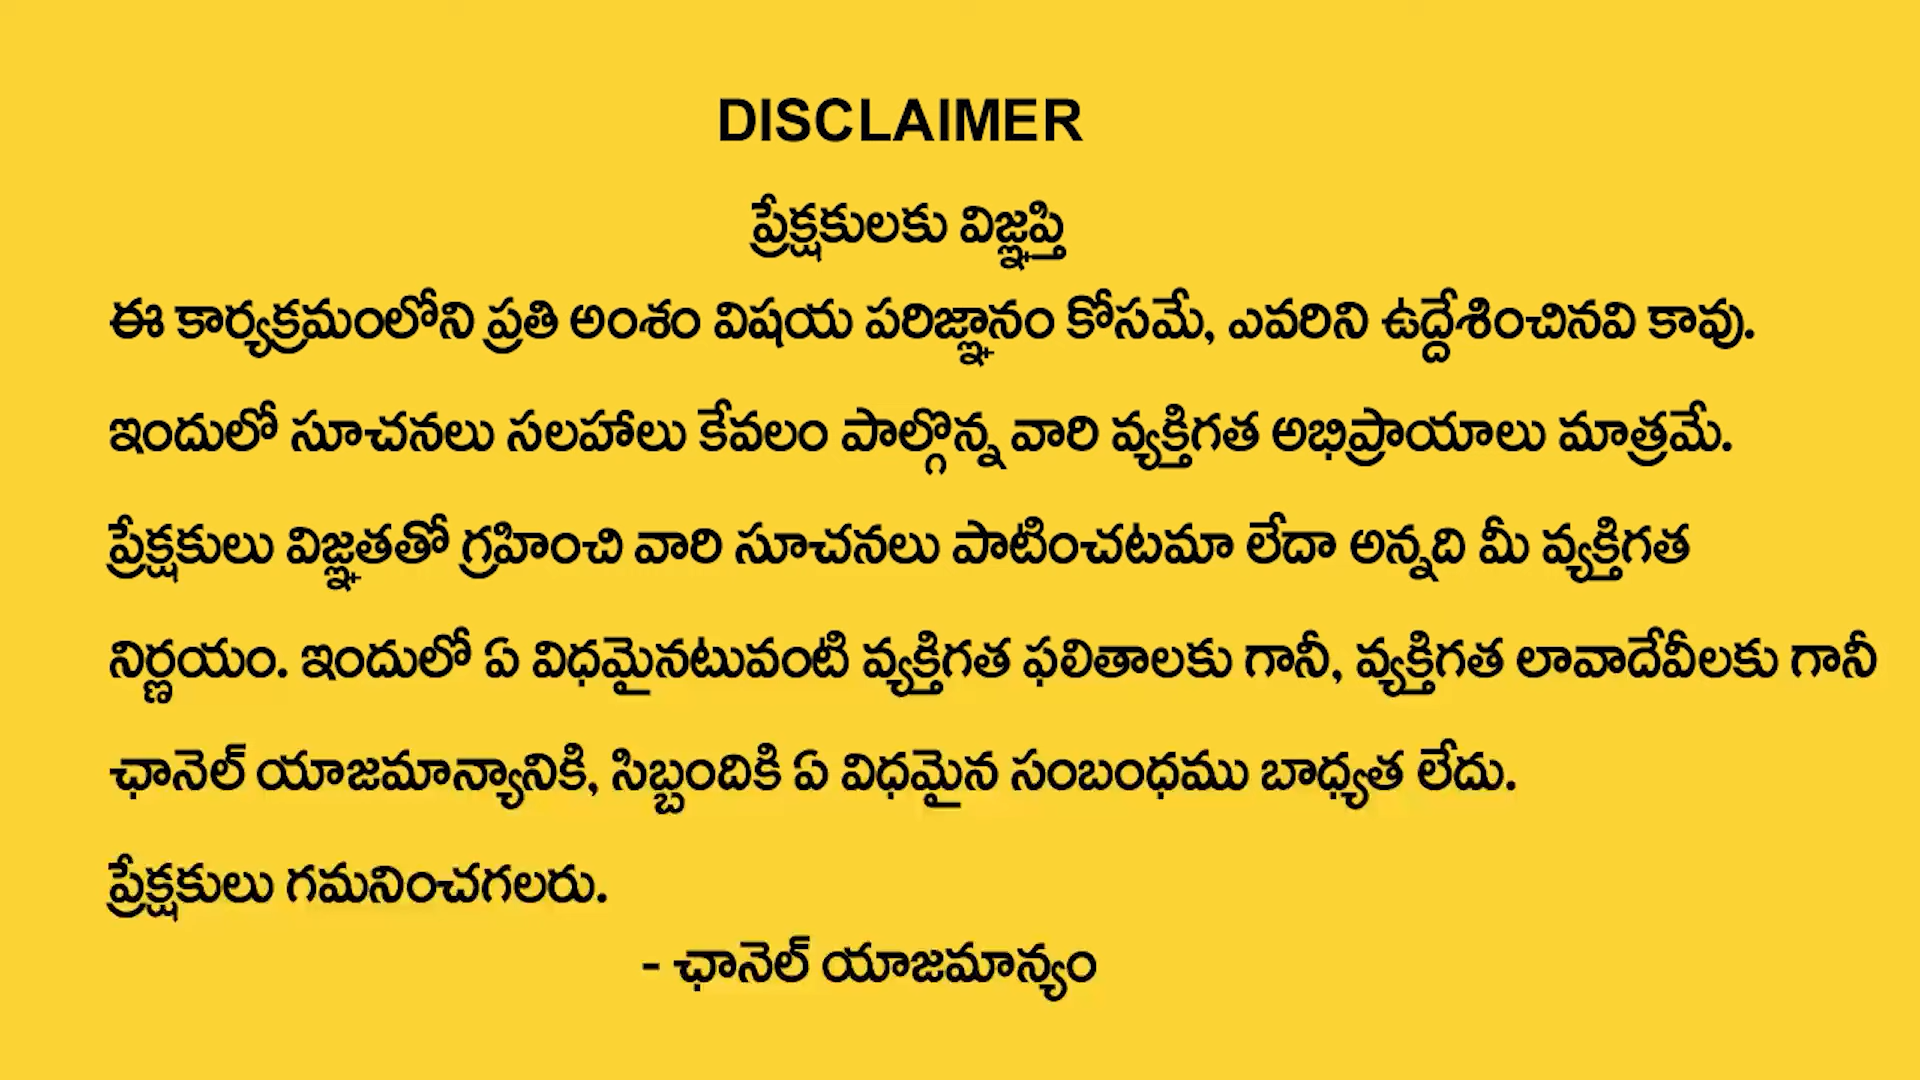 DISCLAIMER
ప్రేక్షకులకు విజ్ఞప్తి
ఈ కార్యక్రమంలోని ప్రతి అంశం విషయ పరిజ్ఞానం కోసమే, ఎవరిని ఉద్దేశించినవి కావు.
ఇందులో సూచనలు సలహాలు కేవలం పాల్గొన్న వారి వ్యక్తిగత అభిప్రాయాలు మాత్రమే.
ప్రేక్షకులు విజ్ఞతతో గ్రహించి వారి సూచనలు పాటించటమా లేదా అన్నది మీ వ్యక్తిగత
నిర్ణయం. ఇందులో ఏ విధమైనటువంటి వ్యక్తిగత ఫలితాలకు గానీ, వ్యక్తిగత లావాదేవీలకు గానీ
ఛానెల్ యాజమాన్యానికి, సిబ్బందికి ఏ విధమైన సంబంధము బాధ్యత లేదు.
ప్రేక్షకులు గమనించగలరు.
- ఛానెల్ యాజమాన్యం